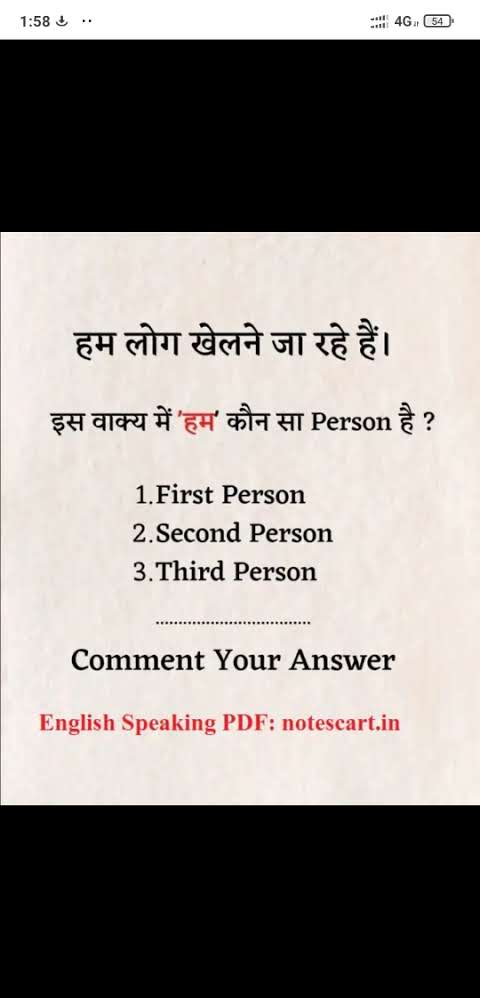 1:58
4G 54
हम लोग खेलने जा रहे हैं।
इस वाक्य में 'हम' कौन सा Person है ?
1.First Person
2.Second Person
3.Third Person
..................................
Comment Your Answer
English Speaking PDF: notescart.in